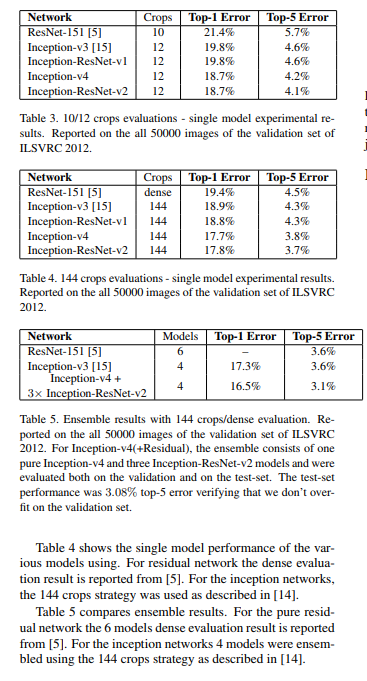 Network Crops Top-1 Error Top-5 Error
ResNet-151 [5] 10 21.4% 5.7%
Inception-v3 [15] 12 19.8% 4.6%
Inception-ResNet-v1 12 19.8% 4.6%
Inception-v4 12 18.7% 4.2%
Inception-ResNet-v2 12 18.7% 4.1%
Table 3. 10/12 crops evaluations - single model experimental re-
sults. Reported on the all 50000 images of the validation set of
ILSVRC 2012.
Network Crops Top-1 Error Top-5 Error
ResNet-151 [5] dense 19.4% 4.5%
Inception-v3 [15] 144 18.9% 4.3%
Inception-ResNet-v1 144 18.8% 4.3%
Inception-v4 144 17.7% 3.8%
Inception-ResNet-v2 144 17.8% 3.7%
Table 4. 144 crops evaluations - single model experimental results.
Reported on the all 50000 images of the validation set of ILSVRC
2012.
Network Models Top-1 Error Top-5 Error
ResNet-151 [5] 6 – 3.6%
Inception-v3 [15] 4 17.3% 3.6%
Inception-v4 +
3× Inception-ResNet-v2 4 16.5% 3.1%
Table 5. Ensemble results with 144 crops/dense evaluation. Re-
ported on the all 50000 images of the validation set of ILSVRC
2012. For Inception-v4(+Residual), the ensemble consists of one
pure Inception-v4 and three Inception-ResNet-v2 models and were
evaluated both on the validation and on the test-set. The test-set
performance was 3.08% top-5 error verifying that we don't over-
fit on the validation set.
Table 4 shows the single model performance of the var-
ious models using. For residual network the dense evalua-
tion result is reported from [5]. For the inception networks,
the 144 crops strategy was used as described in [14].
Table 5 compares ensemble results. For the pure resid-
ual network the 6 models dense evaluation result is reported
from [5]. For the inception networks 4 models were ensem-
bled using the 144 crops strategy as described in [14].